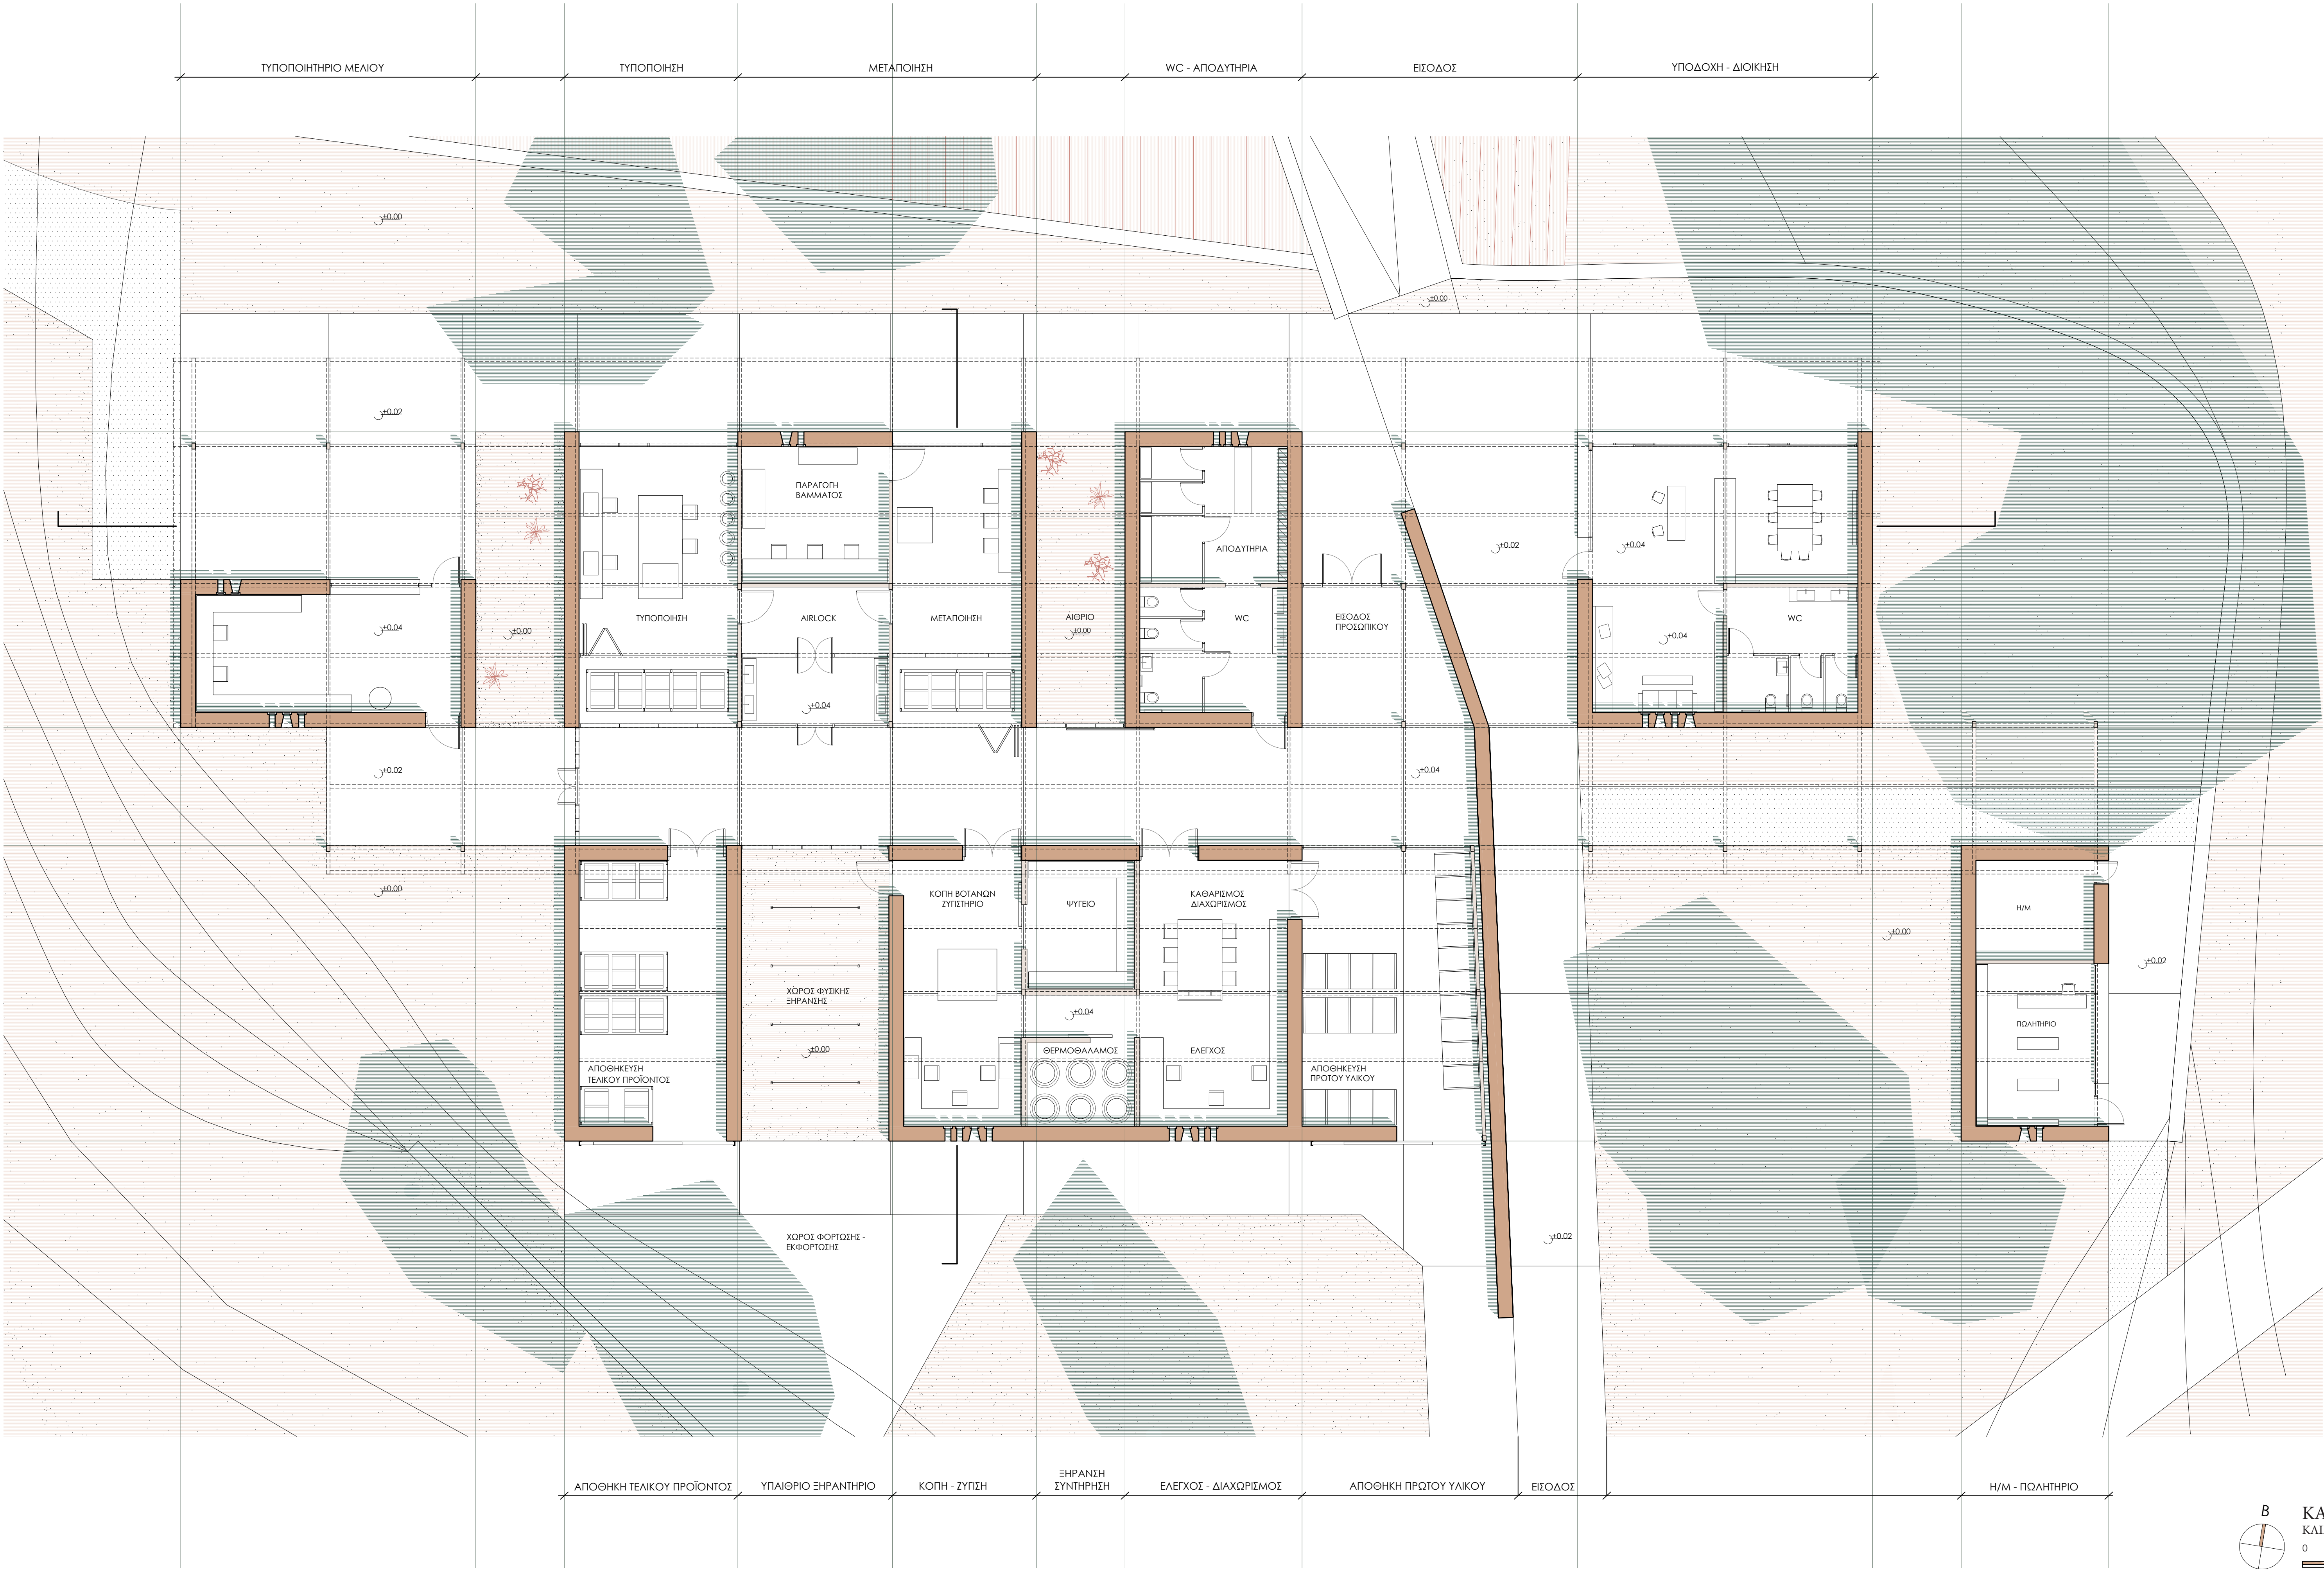 ΤΥΠΟΠΟΙΗΤΗΡΙΟ ΜΕΛΙΟΥ
ΤΥΠΟΠΟΙΗΣΗ
ΜΕΤΑΠΟΙΗΣΗ
WC - ΑΠΟΔΥΤΗΡΙΑ
ΕΙΣΟΔΟΣ
ΥΠΟΔΟΧΗ - ΔΙΟΙΚΗΣΗ
±0.00
±0.00
+0.02
ΠΑΡΑΓΩΓΗ
ΒΑΜΜΑΤΟΣ
ΑΠΟΔΥΤΗΡΙΑ
+0.02
+0.04
+0.04
±0.00
ΤΥΠΟΠΟΙΗΣΗ
AIRLOCK
ΜΕΤΑΠΟΙΗΣΗ
ΑΙΘΡΙΟ
±0.00
WC
ΕΙΣΟΔΟΣ
ΠΡΟΣΩΠΙΚΟΥ
+0.04
WC
+0.04
+0.02
+0.04
±0.00
ΚΟΠΗ ΒΟΤΑΝΩΝ
ΖΥΓΙΣΤΗΡΙΟ
ΨΥΓΕΙΟ
ΚΑΘΑΡΙΣΜΟΣ
ΔΙΑΧΩΡΙΣΜΟΣ
Η/Μ
±0.00
+0.02
ΧΩΡΟΣ ΦΥΣΙΚΗΣ
ΞΗΡΑΝΣΗΣ
+0.04
ΠΩΛΗΤΗΡΙΟ
±0.00
ΘΕΡΜΟΘΑΛΑΜΟΣ
ΕΛΕΓΧΟΣ
ΑΠΟΘΗΚΕΥΣΗ
ΤΕΛΙΚΟΥ ΠΡΟΪΟΝΤΟΣ
ΑΠΟΘΗΚΕΥΣΗ
ΠΡΩΤΟΥ ΥΛΙΚΟΥ
ΧΩΡΟΣ ΦΟΡΤΩΣΗΣ -
ΕΚΦΟΡΤΩΣΗΣ
+0.02
ΑΠΟΘΗΚΗ ΤΕΛΙΚΟΥ ΠΡΟΪΟΝΤΟΣ
ΥΠΑΙΘΡΙΟ ΞΗΡΑΝΤΗΡΙΟ
ΚΟΠΗ - ΖΥΓΙΣΗ
ΞΗΡΑΝΣΗ
ΣΥΝΤΗΡΗΣΗ
ΕΛΕΓΧΟΣ - ΔΙΑΧΩΡΙΣΜΟΣ
ΑΠΟΘΗΚΗ ΠΡΩΤΟΥ ΥΛΙΚΟΥ
ΕΙΣΟΔΟΣ
Η/Μ - ΠΩΛΗΤΗΡΙΟ
Β
0